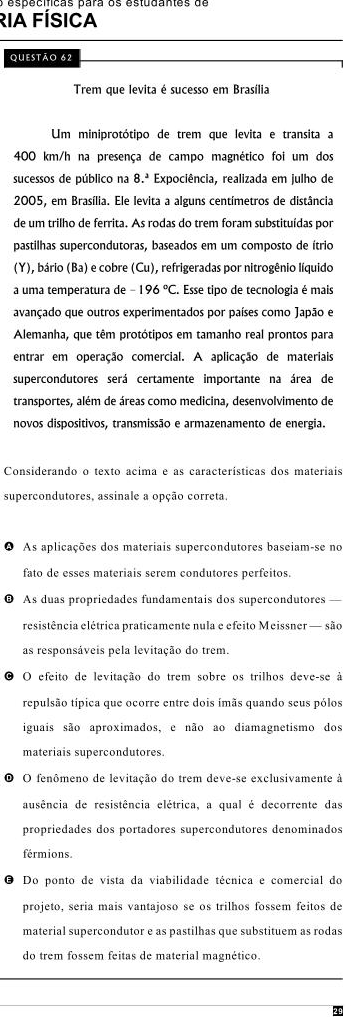 o específicas para os estudantes de
RIA FÍSICA
QUESTÃO 62
Trem que levita é sucesso em Brasília
Um miniprotótipo de trem que levita e transita a
400 km/h na presença de campo magnético foi um dos
sucessos de público na 8.ª Expociência, realizada em julho de
2005, em Brasília. Ele levita a alguns centímetros de distância
de um trilho de ferrita. As rodas do trem foram substituídas por
pastilhas supercondutoras, baseados em um composto de ítrio
(Y), bário (Ba) e cobre (Cu), refrigeradas por nitrogênio líquido
a uma temperatura de –196 ºC. Esse tipo de tecnologia é mais
avançado que outros experimentados por países como Japão e
Alemanha, que têm protótipos em tamanho real prontos para
entrar em operação comercial. A aplicação de materiais
supercondutores será certamente importante na área de
transportes, além de áreas como medicina, desenvolvimento de
novos dispositivos, transmissão e armazenamento de energia.
Considerando o texto acima e as características dos materiais
supercondutores, assinale a opção correta.
A As aplicações dos materiais supercondutores baseiam-se no
fato de esses materiais serem condutores perfeitos.
B As duas propriedades fundamentais dos supercondutores —
resistência elétrica praticamente nula e efeito Meissner — são
as responsáveis pela levitação do trem.
C O efeito de levitação do trem sobre os trilhos deve-se à
repulsão típica que ocorre entre dois ímãs quando seus pólos
iguais são aproximados, e não ao diamagnetismo dos
materiais supercondutores.
D O fenômeno de levitação do trem deve-se exclusivamente à
ausência de resistência elétrica, a qual é decorrente das
propriedades dos portadores supercondutores denominados
férmions.
E Do ponto de vista da viabilidade técnica e comercial do
projeto, seria mais vantajoso se os trilhos fossem feitos de
material supercondutor e as pastilhas que substituem as rodas
do trem fossem feitas de material magnético.
29